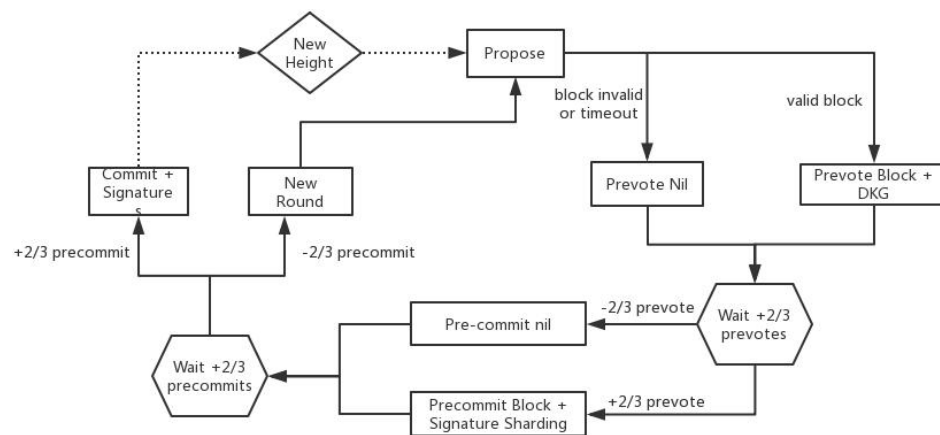 New
Height
Propose
block invalid
or timeout
valid block
Commit +
Signature
s
New
Round
Prevote Nil
Prevote Block +
DKG
+2/3 precommit
-2/3 precommit
Wait +2/3
precommits
Pre-commit nil
-2/3 prevote
Wait +2/3
prevotes
Precommit Block +
Signature Sharding
+2/3 prevote